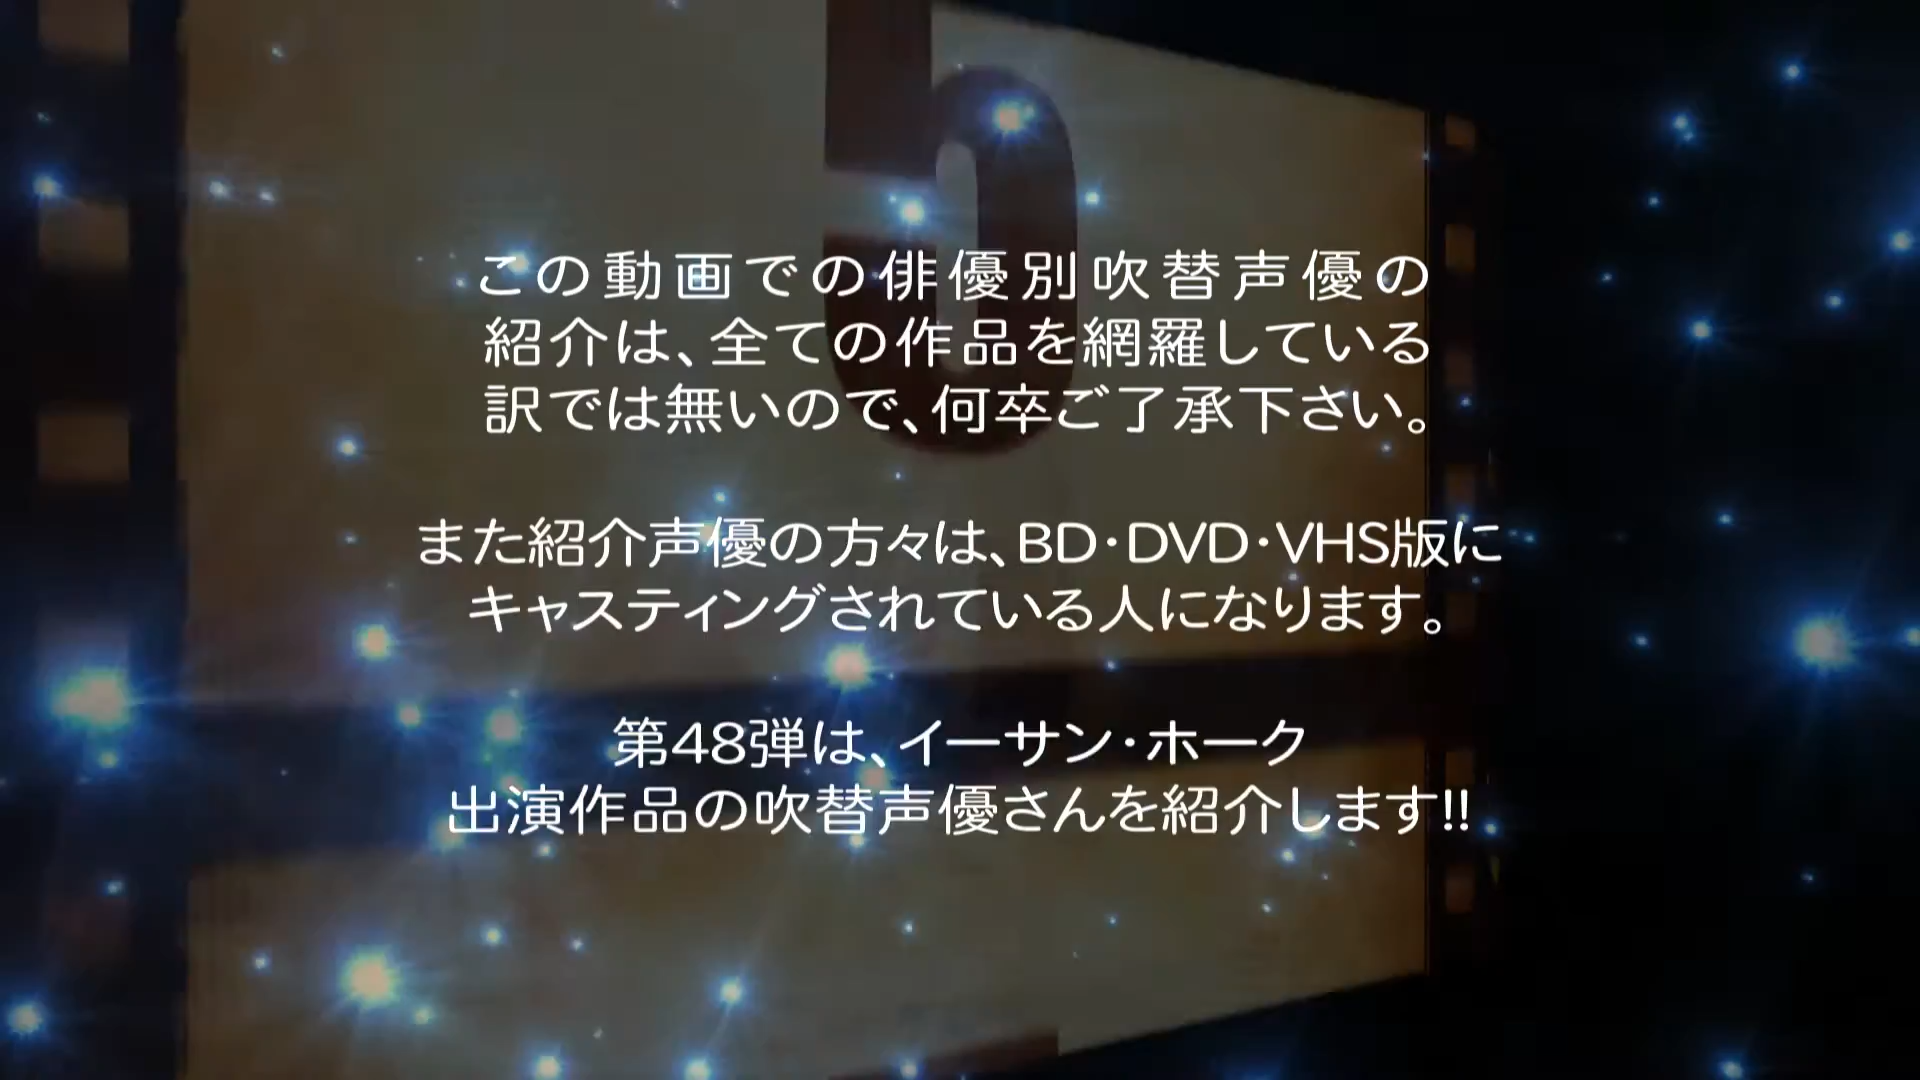 この動画での俳優別吹替声優の
紹介は、全ての作品を網羅している
訳では無いので、何卒ご了承下さい。
また紹介声優の方々は、BD･DVD･VHS版に
キャスティングされている人になります。
第48弾は、イーサン･ホーク
出演作品の吹替声優さんを紹介します!!
5